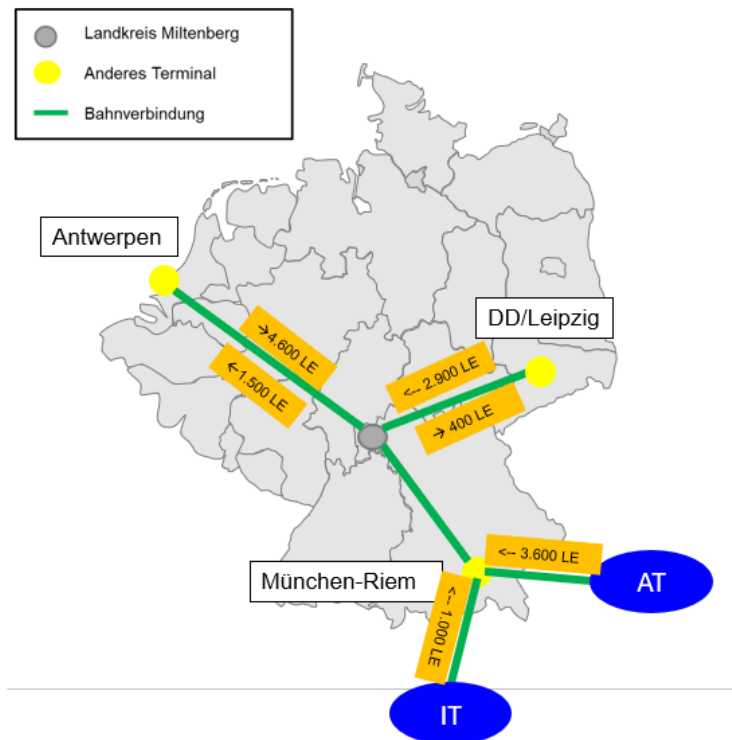 Landkreis Miltenberg
Anderes Terminal
Bahnverbindung
Antwerpen
DD/Leipzig
→4.600 LE
←1.500 LE
<-- 2.900 LE
→ 400 LE
München-Riem
<-- 3.600 LE
AT
<-- 1.000 LE
IT